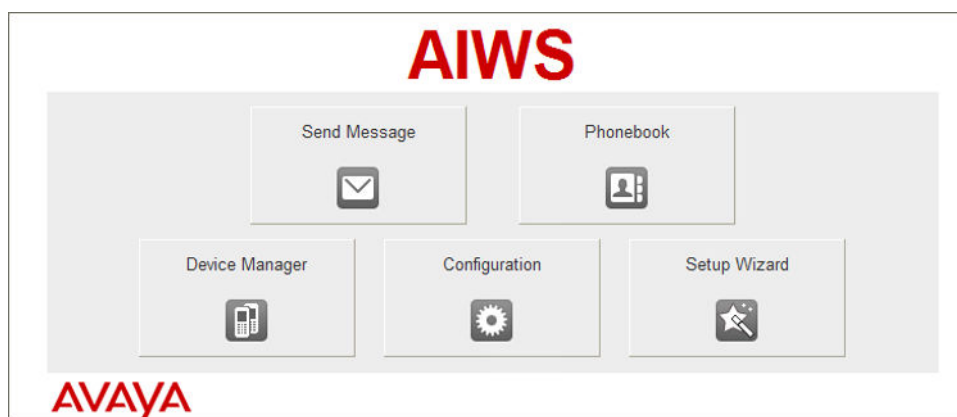 AIWS
Send Message
Phonebook
Device Manager
Configuration
Setup Wizard
AVAYA